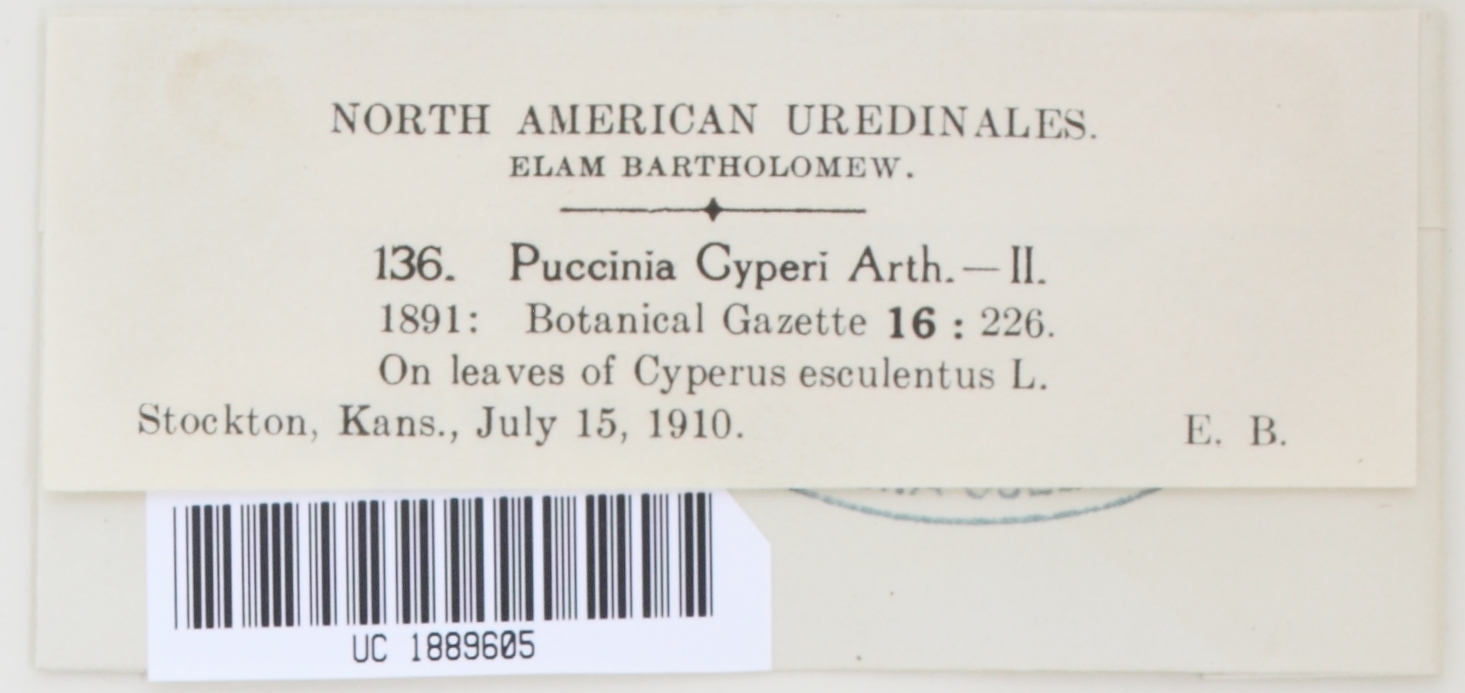 NORTH AMERICAN UREDINALES.
ELAM BARTHOLOMEW.
136. Puccinia Cyperi Arth.—II.
1891: Botanical Gazette 16 : 226.
On leaves of Cyperus esculentus L.
Stockton, Kans., July 15, 1910. E. B.
UC 1889605